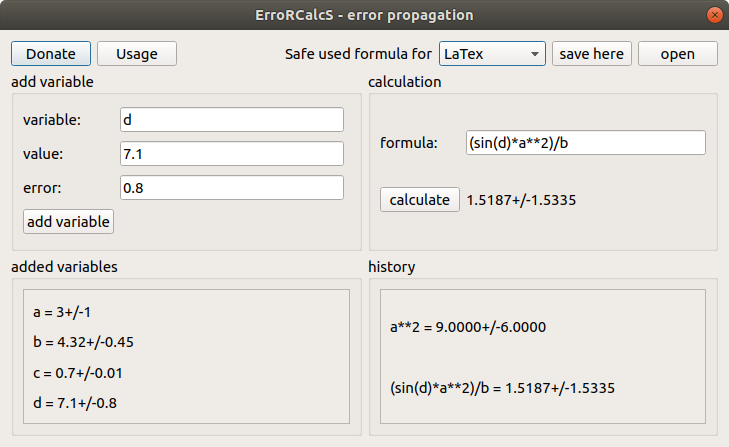 ErroRCalcS - error propagation
Donate
Usage
Safe used formula for
LaTex
save here
open
add variable
variable:
d
value:
7.1
error:
0.8
add variable
calculation
formula:
(sin(d)*a**2)/b
calculate
1.5187+/-1.5335
added variables
a = 3+/-1
b = 4.32+/-0.45
c = 0.7+/-0.01
d = 7.1+/-0.8
history
a**2 = 9.0000+/-6.0000
(sin(d)*a**2)/b = 1.5187+/-1.5335